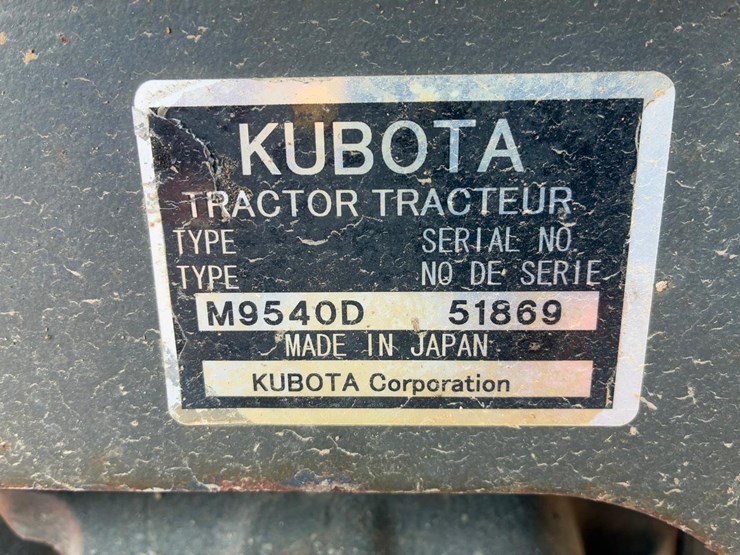 KUBOTA
TRACTOR TRACTEUR
TYPE SERIAL NO.
TYPE NO DE SERIE
M9540D 51869
MADE IN JAPAN
KUBOTA Corporation